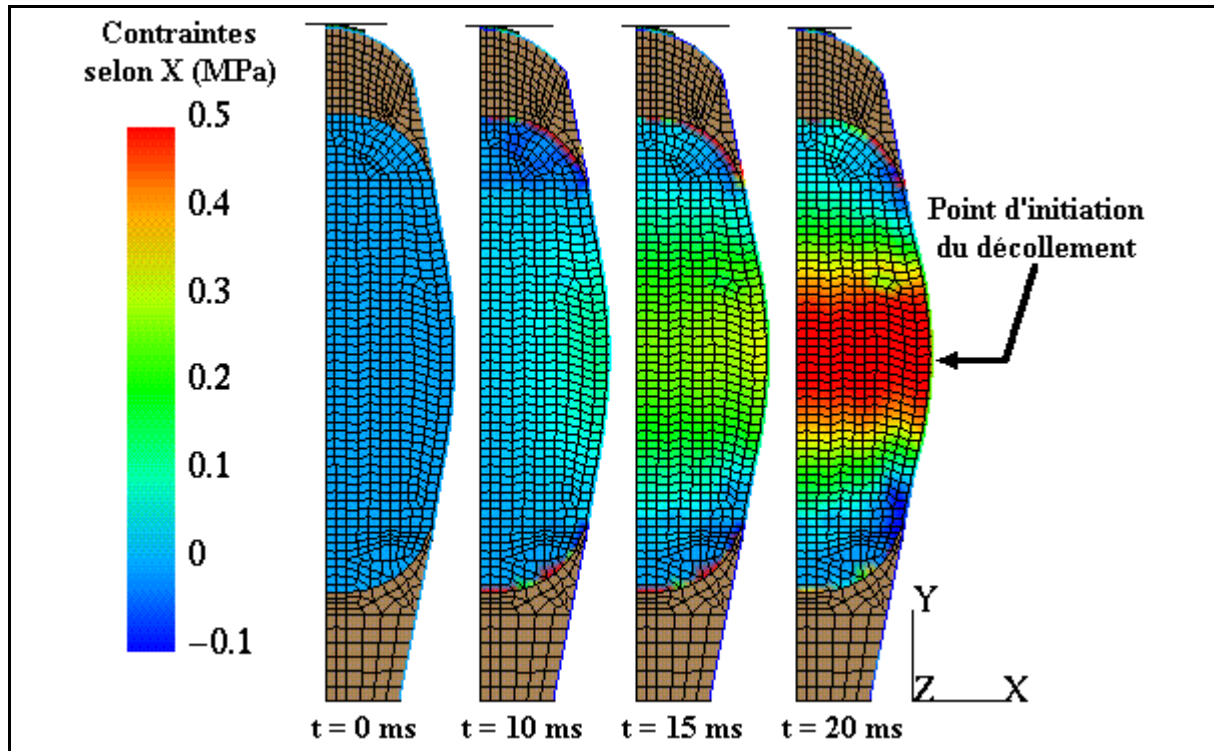 Contraintes
selon X (MPa)
0.5
0.4
0.3
0.2
0.1
0
−0.1
Point d'initiation
du décollement
Y
Z X
t = 0 ms t = 10 ms t = 15 ms t = 20 ms